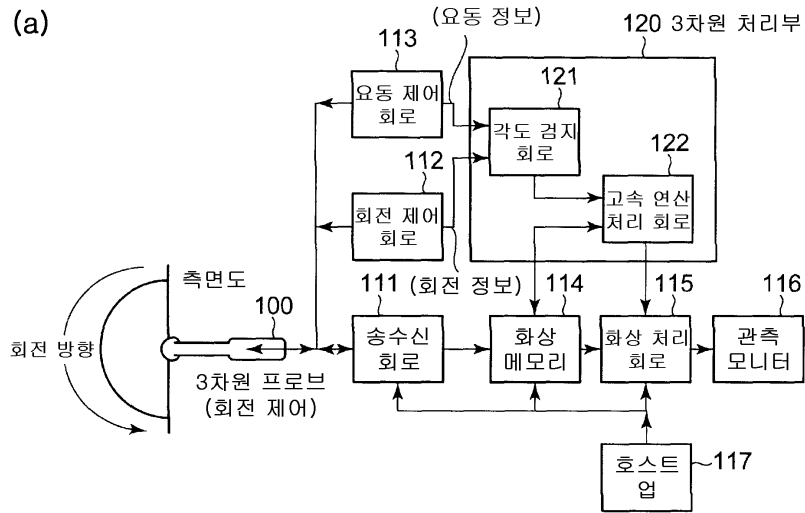 (a)
(요동 정보)
120 3차원 처리부
113
요동 제어
회로
121
각도 검지
회로
112
회전 제어
회로
122
고속 연산
처리 회로
(회전 정보)
측면도
100
111
송수신
회로
114
화상
메모리
115
화상 처리
회로
116
관측
모니터
회전 방향
3차원 프로브
(회전 제어)
호스트
업
117